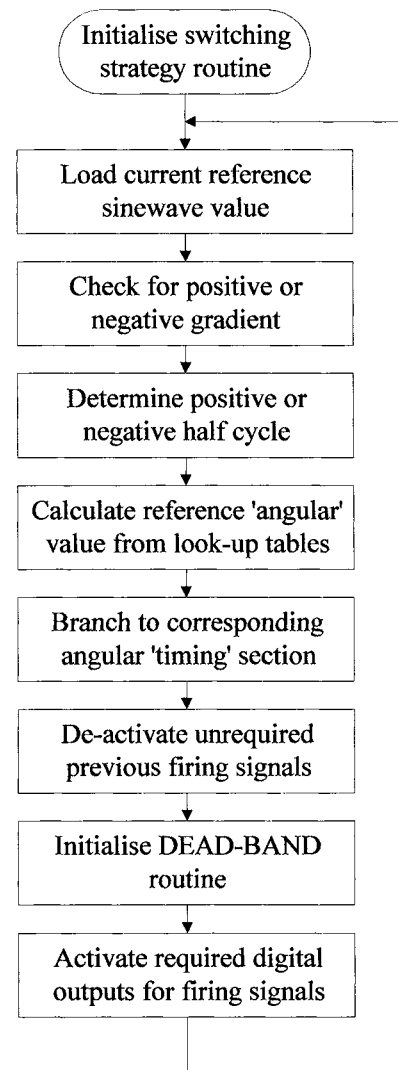 Initialise switching
strategy routine
Load current reference
sinewave value
Check for positive or
negative gradient
Determine positive or
negative half cycle
Calculate reference 'angular'
value from look-up tables
Branch to corresponding
angular 'timing' section
De-activate unrequired
previous firing signals
Initialise DEAD-BAND
routine
Activate required digital
outputs for firing signals